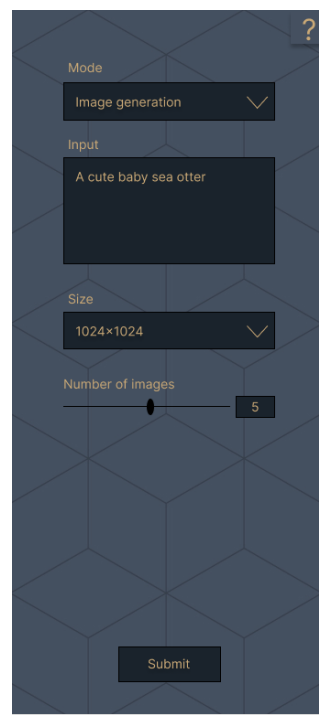 ?
Mode
Image generation
Input
A cute baby sea otter
Size
1024×1024
Number of images
5
Submit